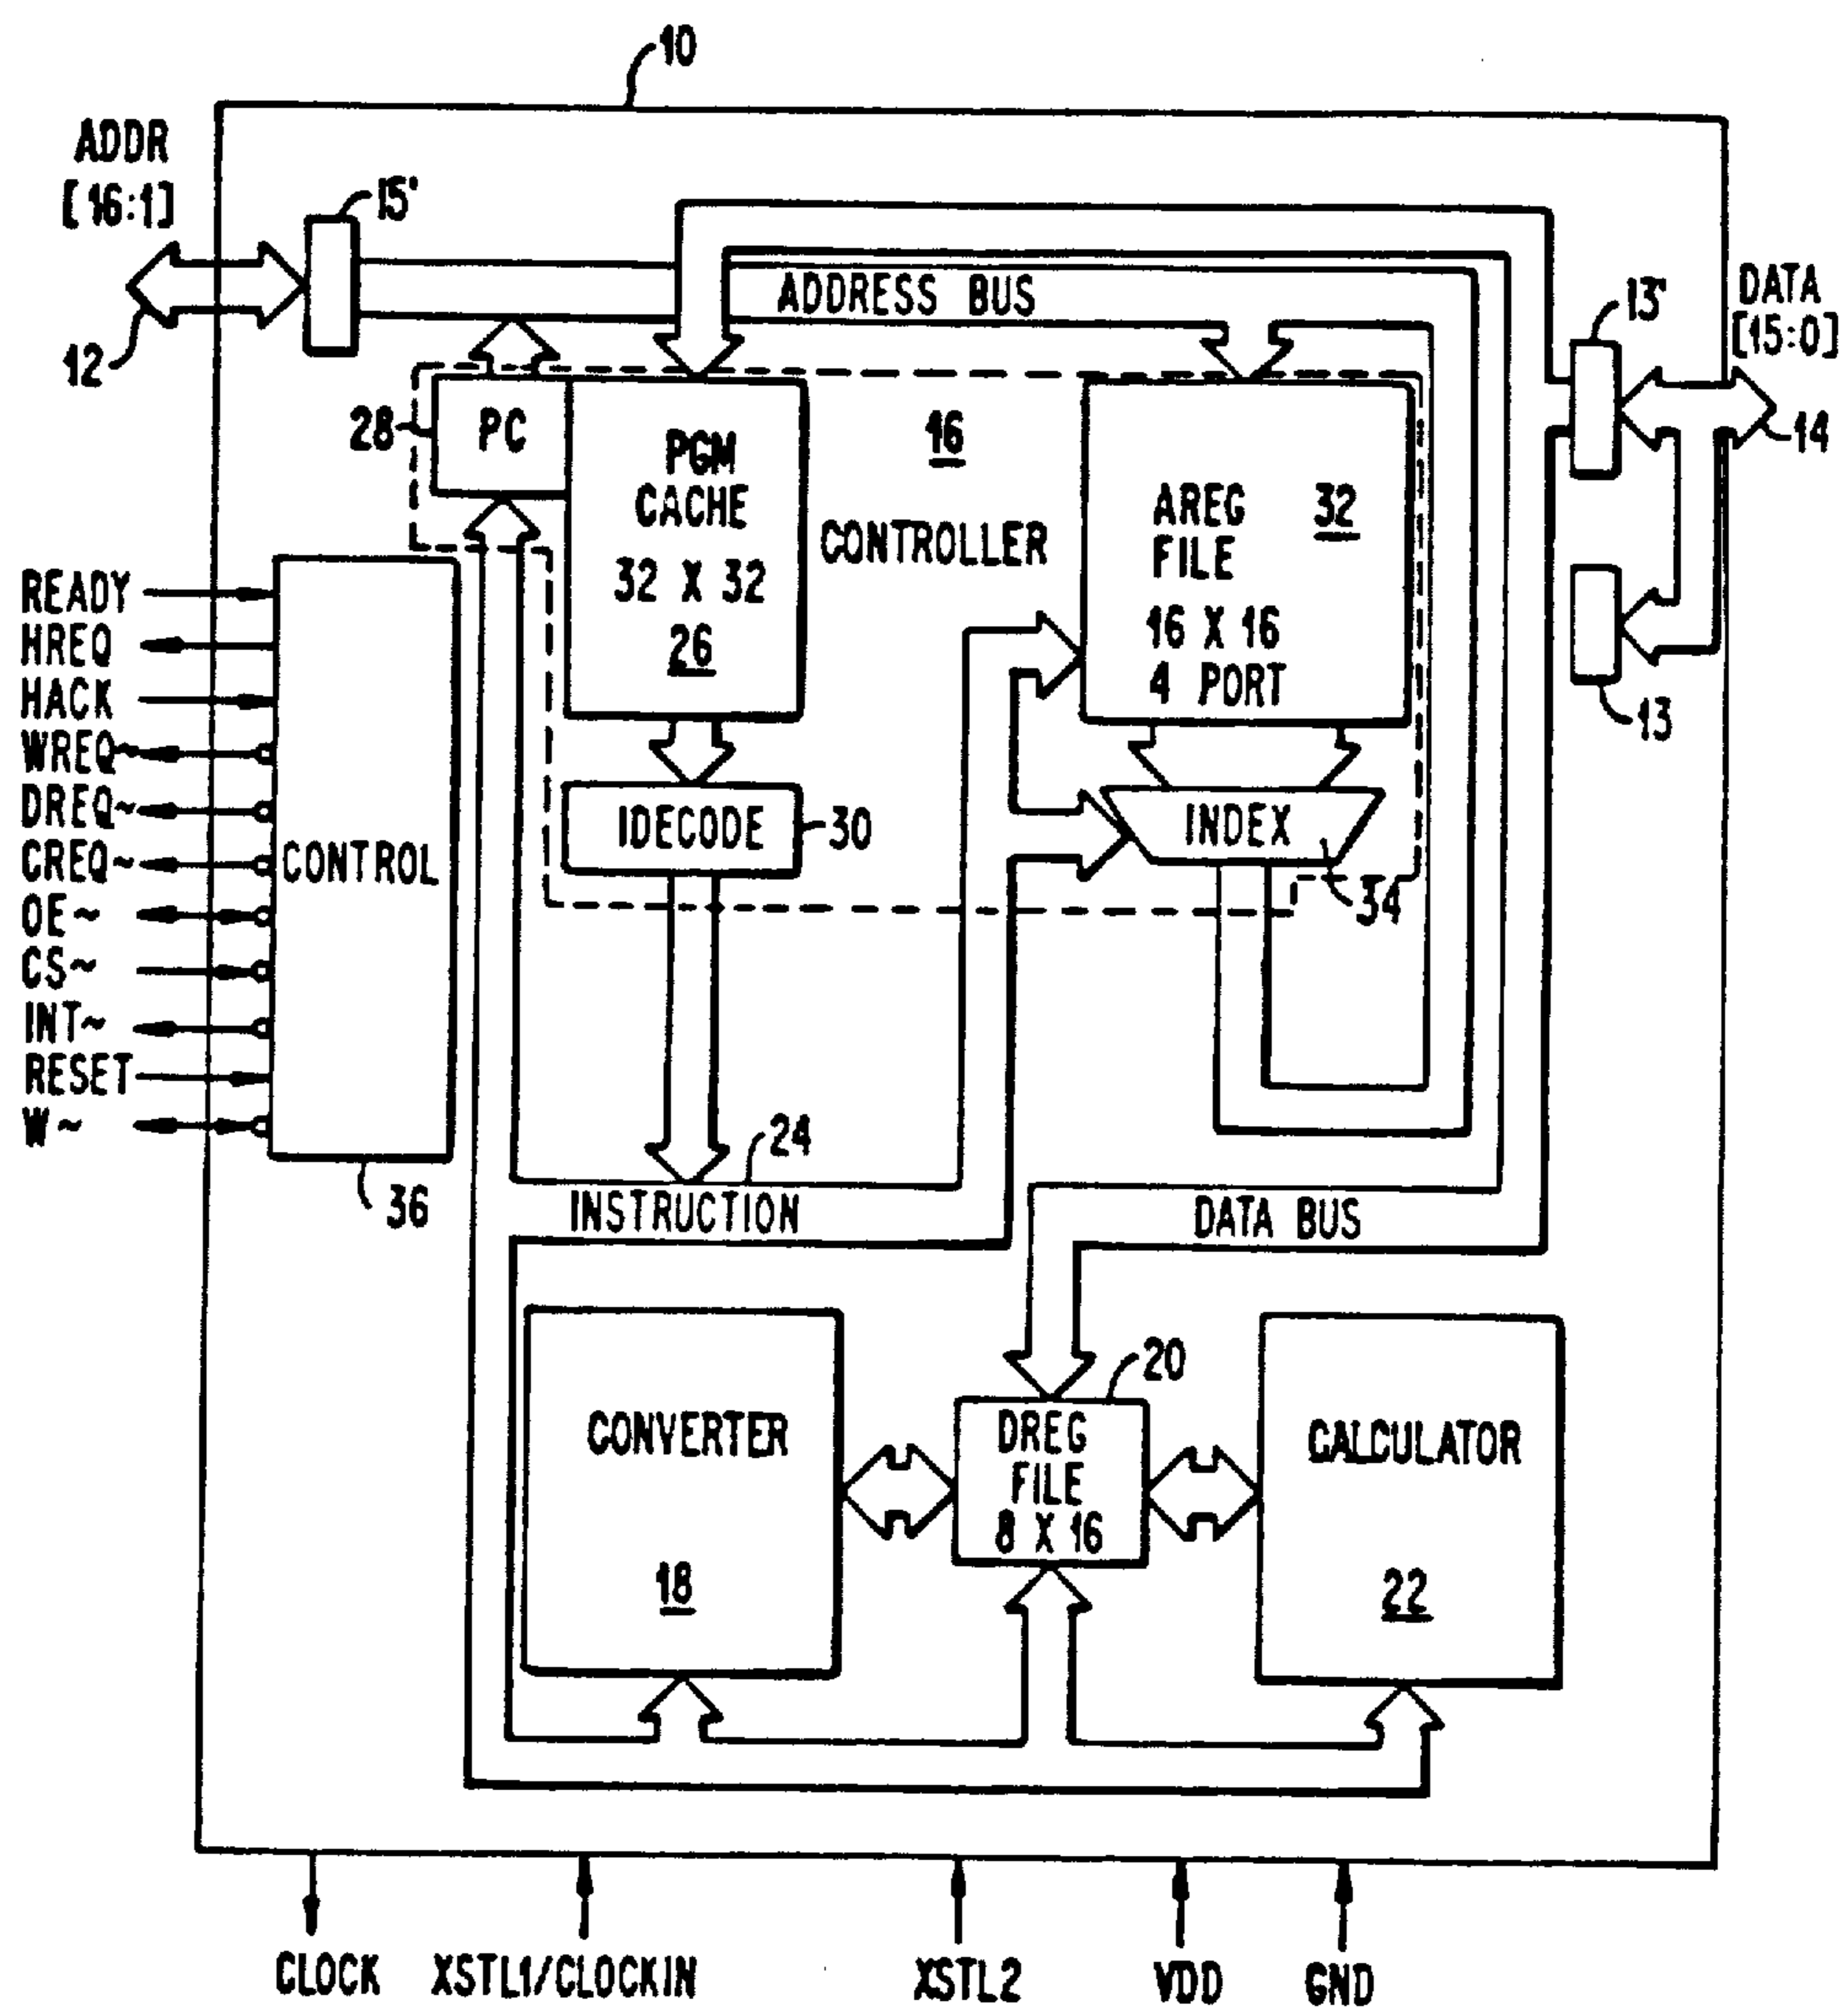 10
ADDR
[16:1]
15'
12
ADDRESS BUS
DATA
[15:0]
13'
14
28
PC
PGM
CACHE
32 X 32
26
16
CONTROLLER
AREG
FILE
32
16 X 16
4 PORT
13
READY
HREQ
HACK
WREQ~
DREQ~
CREQ~
OE~
CS~
INT~
RESET
W~
CONTROL
36
IDECODE
30
INDEX
34
24
INSTRUCTION
DATA BUS
CONVERTER
18
20
DREG
FILE
8 X 16
CALCULATOR
22
CLOCK
XSTL1/CLOCKIN
XSTL2
VDD
GND